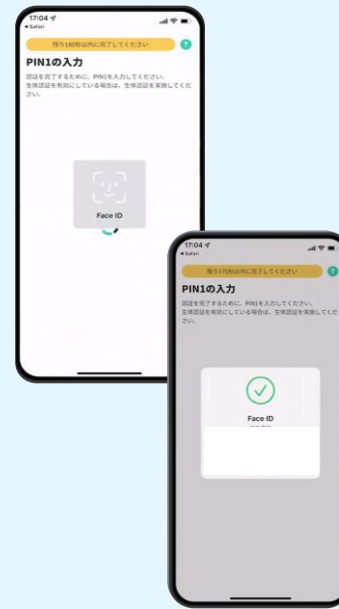 17:04
Safari
残り180秒以内に完了してください
?
PIN1の入力
認証を完了するために、PIN1を入力してください。
生体認証を有効にしている場合は、生体認証を実施してくだ
さい。
Face ID
17:04
Safari
残り175秒以内に完了してください
?
PIN1の入力
認証を完了するために、PIN1を入力してください。
生体認証を有効にしている場合は、生体認証を実施してくだ
さい。
Face ID